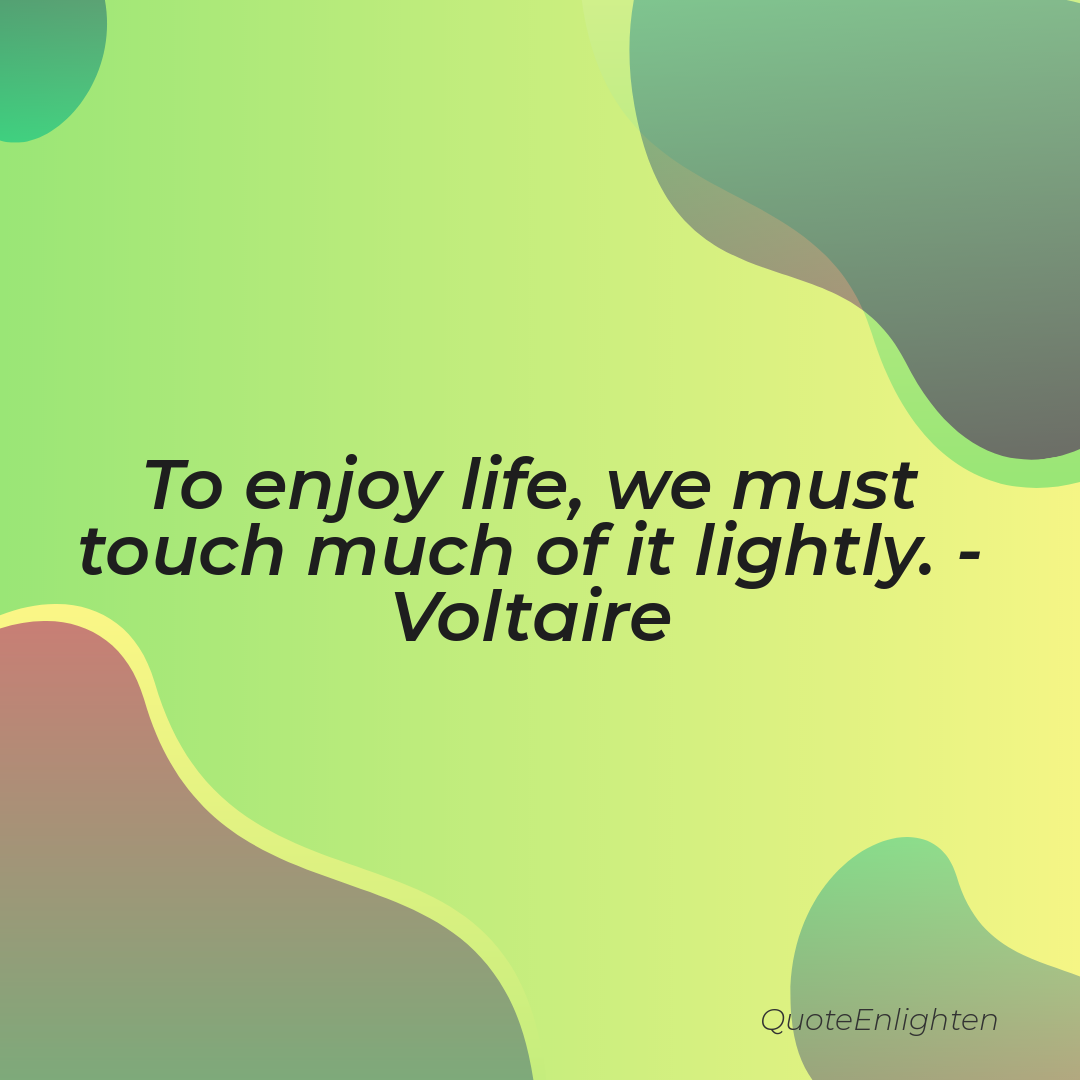 To enjoy life, we must
touch much of it lightly. -
Voltaire
QuoteEnlighten